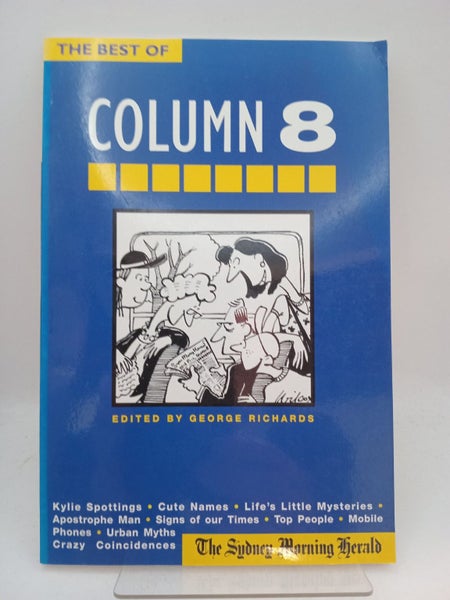 THE BEST OF
COLUMN 8
EDITED BY GEORGE RICHARDS
Kylie Spottings • Cute Names • Life's Little Mysteries •
Apostrophe Man • Signs of our Times • Top People • Mobile
Phones • Urban Myths
Crazy Coincidences
The Sydney Morning Herald